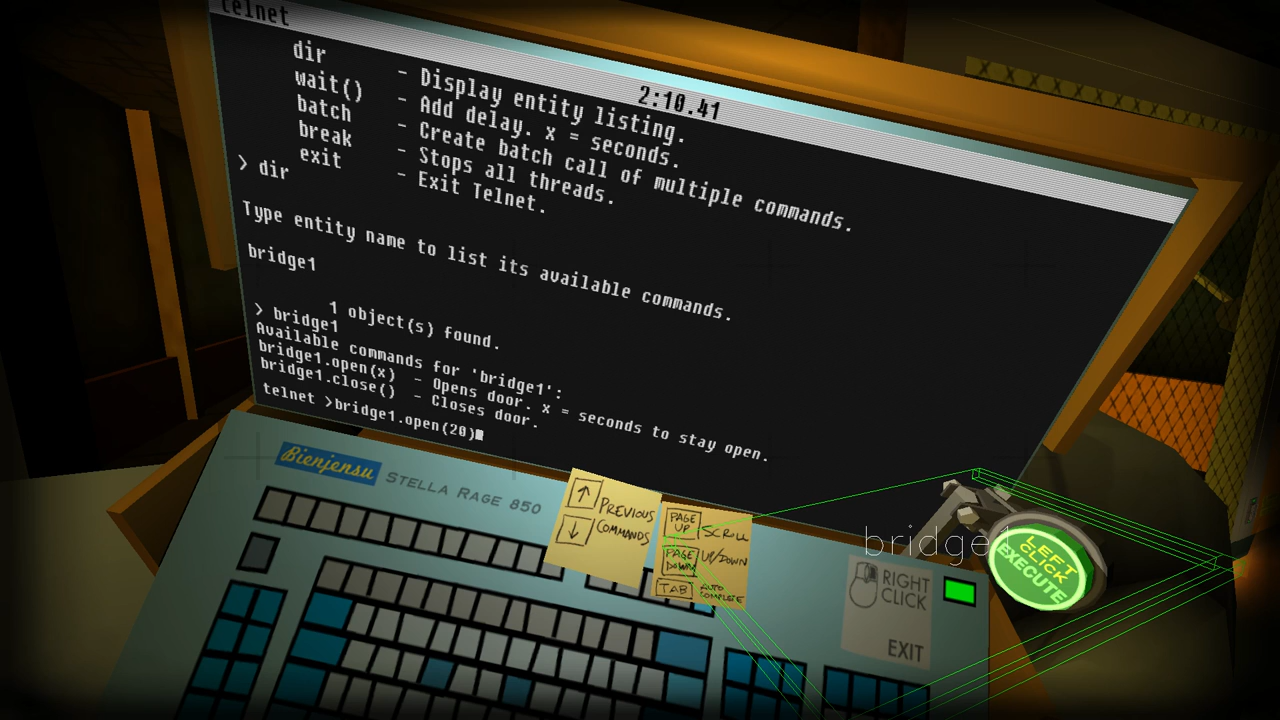 telnet
2:10.41
dir - Display entity listing.
wait() - Add delay. x = seconds.
batch - Create batch call of multiple commands.
break - Stops all threads.
exit - Exit Telnet.
> dir
Type entity name to list its available commands.
bridge1
1 object(s) found.
> bridge1
Available commands for 'bridge1':
bridge1.open(x) - Opens door. x = seconds to stay open.
bridge1.close() - Closes door.
telnet >bridge1.open(20)
Bienjensu
STELLA RAGE 850
↑ PREVIOUS
↓ COMMANDS
PAGE UP SCROLL
PAGE DOWN UP/DOWN
TAB AUTO COMPLETE
bridge1
LEFT
CLICK
EXECUTE
RIGHT
CLICK
EXIT